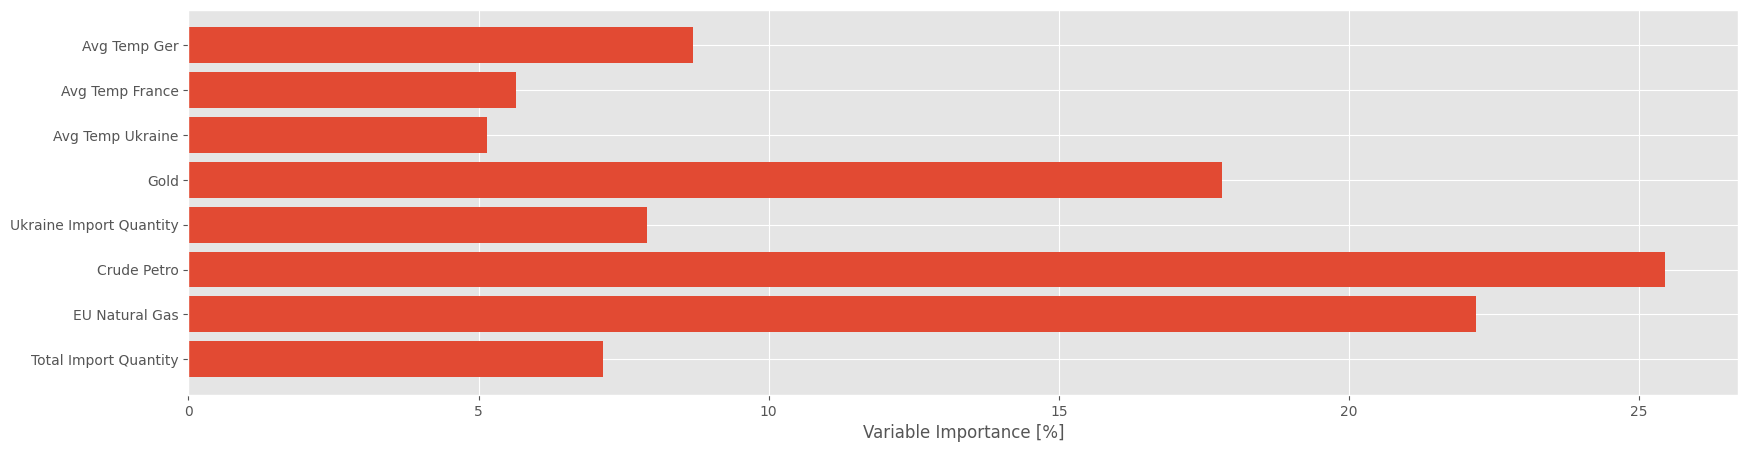 Avg Temp Ger
Avg Temp France
Avg Temp Ukraine
Gold
Ukraine Import Quantity
Crude Petro
EU Natural Gas
Total Import Quantity
0 5 10 15 20 25
Variable Importance [%]